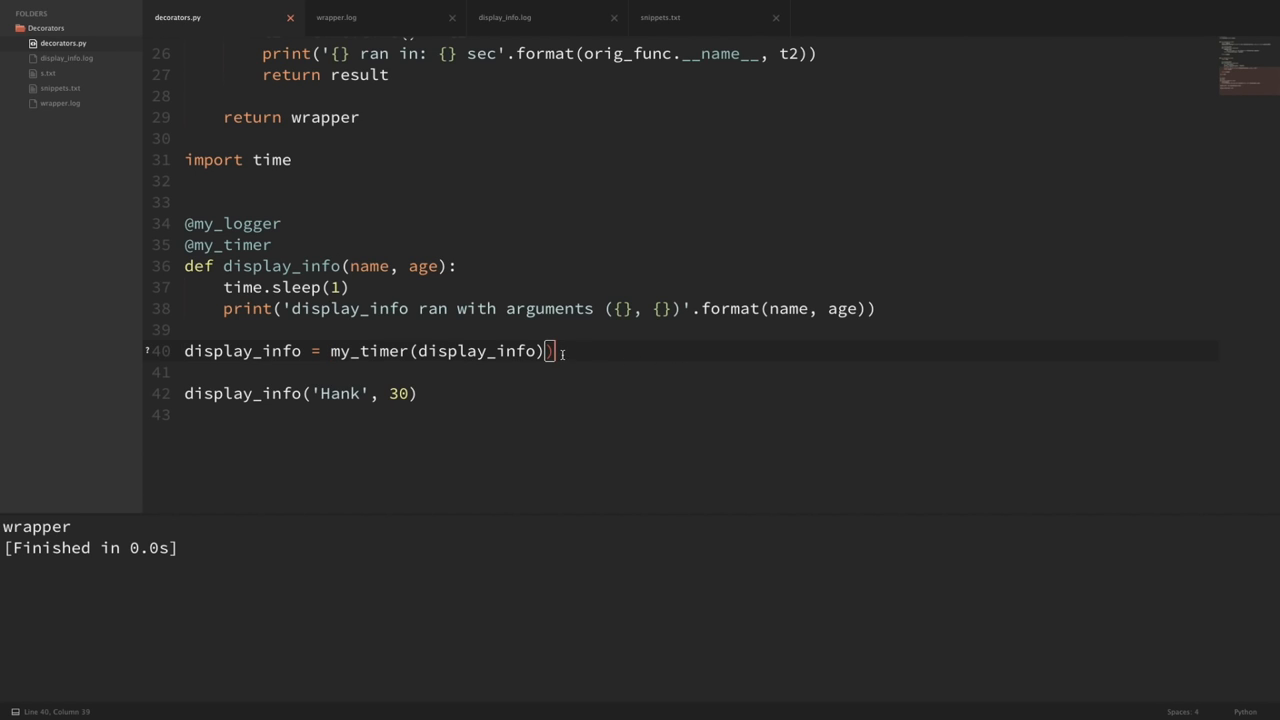 FOLDERS
Decorators
decorators.py
display_info.log
s.txt
snippets.txt
wrapper.log
decorators.py wrapper.log display_info.log snippets.txt
26 print('{} ran in: {} sec'.format(orig_func.__name__, t2))
27 return result
28
29 return wrapper
30
31 import time
32
33
34 @my_logger
35 @my_timer
36 def display_info(name, age):
37 time.sleep(1)
38 print('display_info ran with arguments ({}, {})'.format(name, age))
39
?40 display_info = my_timer(display_info))
41
42 display_info('Hank', 30)
43
wrapper
[Finished in 0.0s]
Line 40, Column 39 Spaces: 4 Python